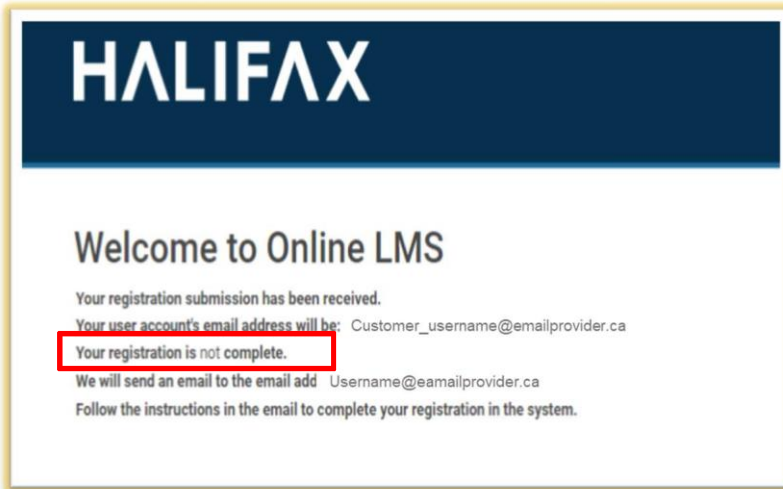 HALIFAX
Welcome to Online LMS
Your registration submission has been received.
Your user account's email address will be: Customer_username@emailprovider.ca
Your registration is not complete.
We will send an email to the email add Username@eamailprovider.ca
Follow the instructions in the email to complete your registration in the system.